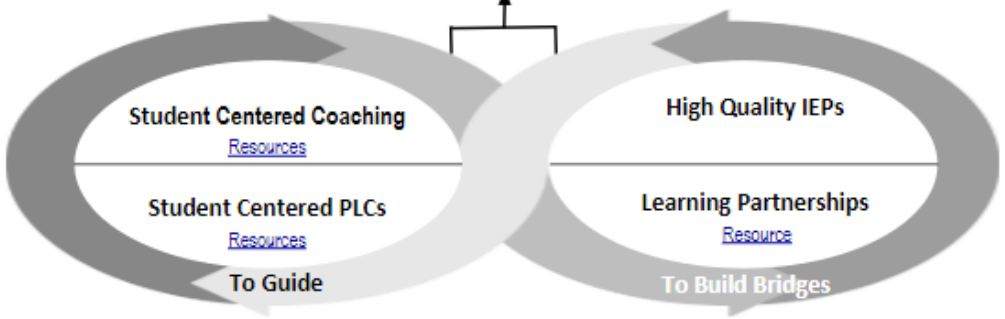 Student Centered Coaching
Resources
Student Centered PLCs
Resources
To Guide
High Quality IEPs
Learning Partnerships
Resource
To Build Bridges